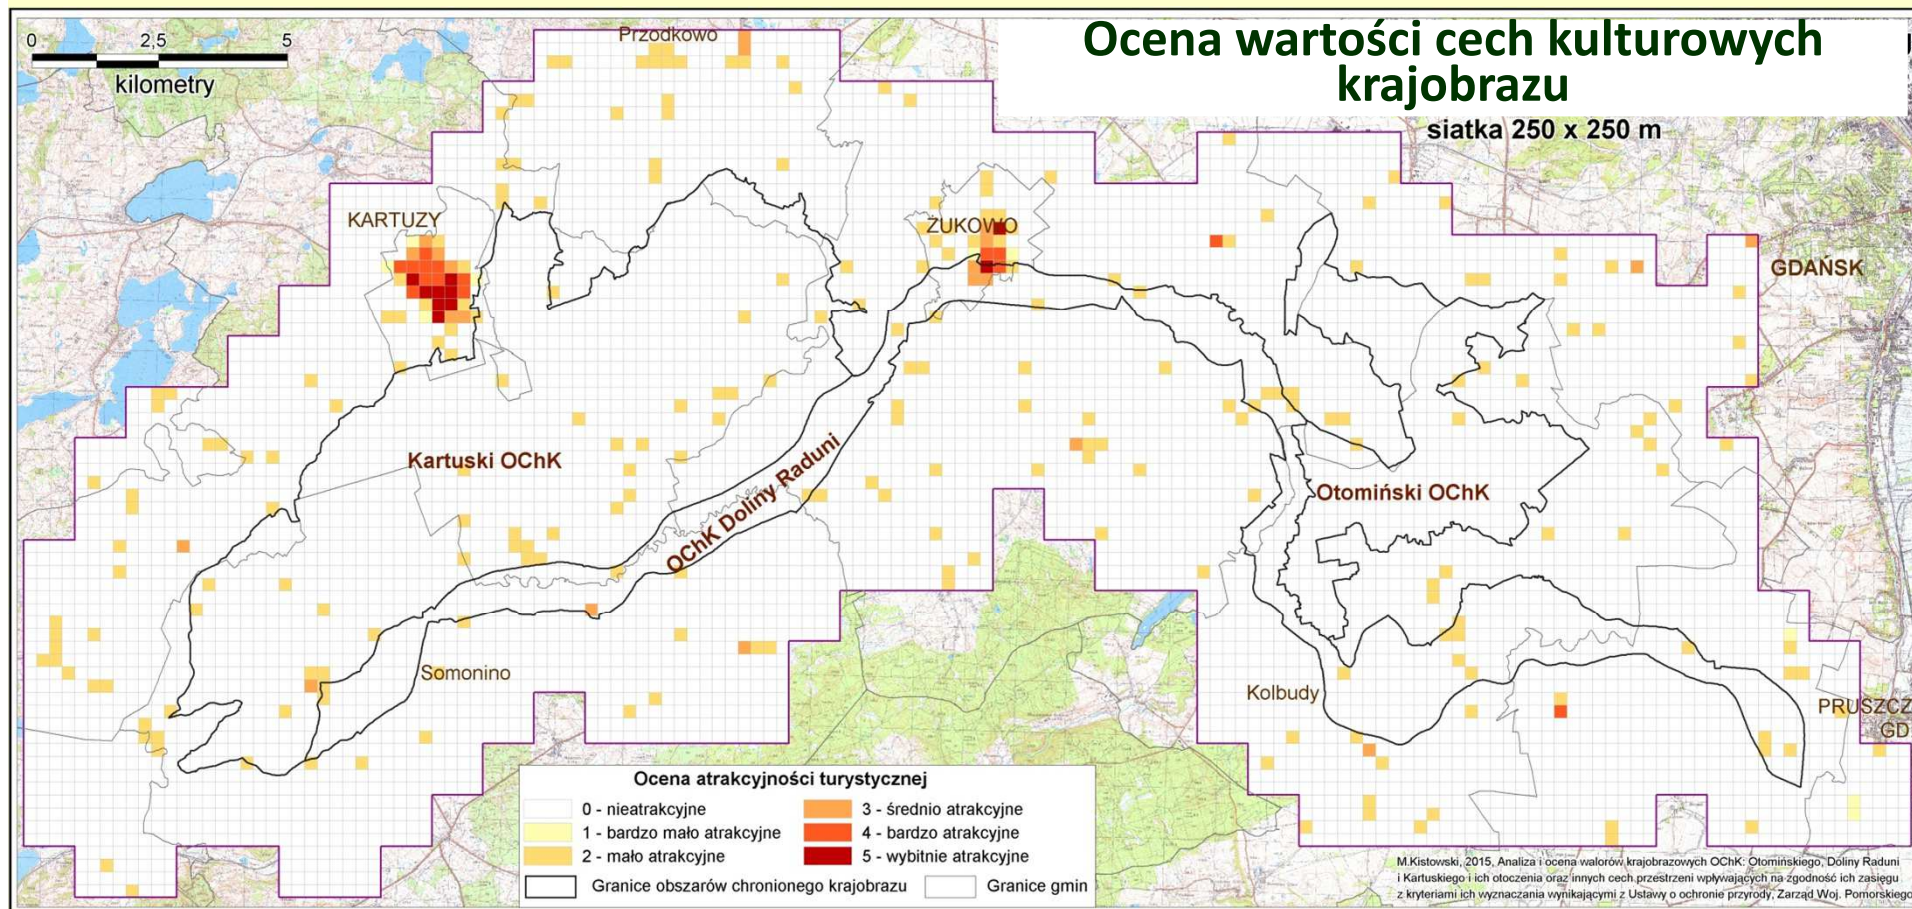 Ocena wartości cech kulturowych
krajobrazu
siatka 250 x 250 m
0 2,5 5
kilometry
Przodkowo
KARTUZY
ŻUKOWO
GDAŃSK
Kartuski OChK
OChK Doliny Raduni
Otomiński OChK
Somonino
Kolbudy
PRUSZCZ
GD
Ocena atrakcyjności turystycznej
0 - nieatrakcyjne
1 - bardzo mało atrakcyjne
2 - mało atrakcyjne
3 - średnio atrakcyjne
4 - bardzo atrakcyjne
5 - wybitnie atrakcyjne
Granice obszarów chronionego krajobrazu
Granice gmin
M.Kistowski, 2015, Analiza i ocena walorów krajobrazowych OChK: Otomińskiego, Doliny Raduni
i Kartuskiego i ich otoczenia oraz innych cech przestrzeni wpływających na zgodność ich zasięgu
z kryteriami ich wyznaczania wynikającymi z Ustawy o ochronie przyrody, Zarząd Woj. Pomorskiego